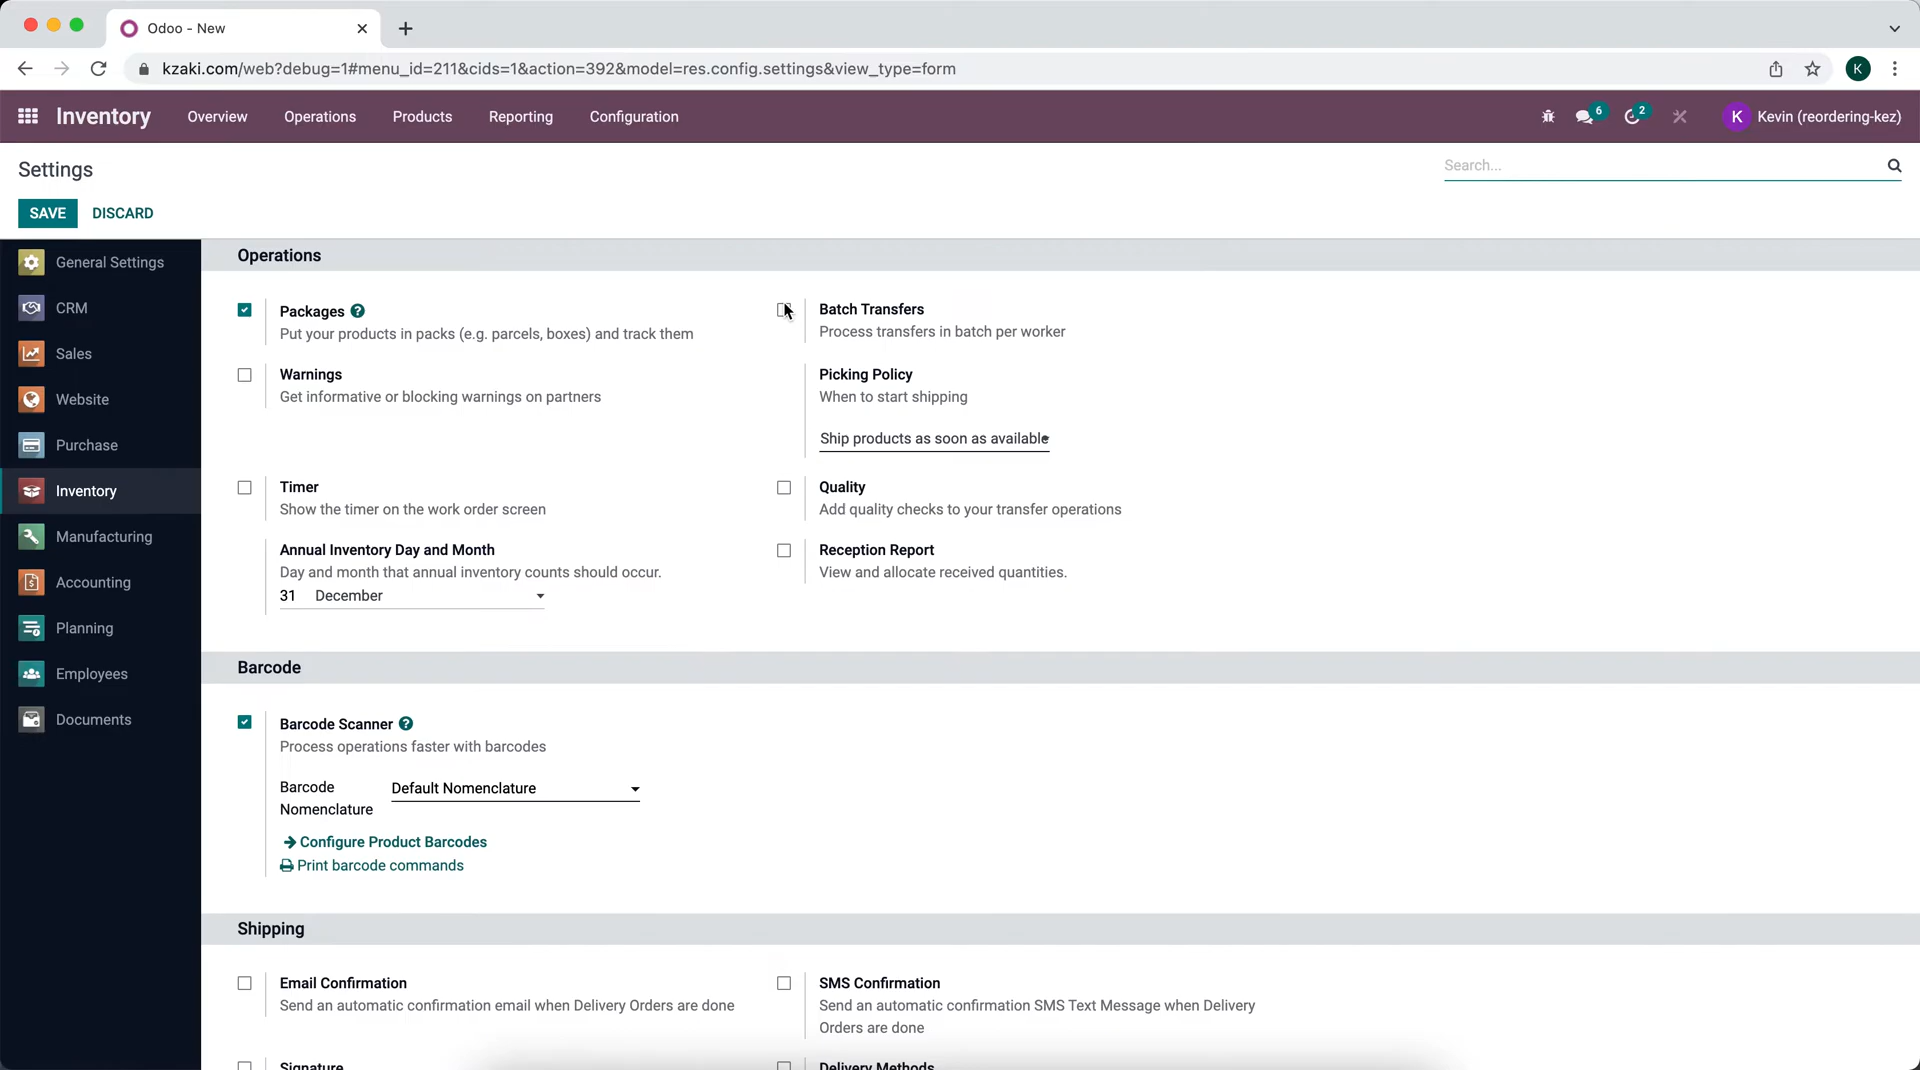 Odoo - New
kzaki.com/web?debug=1#menu_id=211&cids=1&action=392&model=res.config.settings&view_type=form
K
Inventory Overview Operations Products Reporting Configuration 6 2 K Kevin (reordering-kez)
Settings
Search...
SAVE DISCARD
General Settings
CRM
Sales
Website
Purchase
Inventory
Manufacturing
Accounting
Planning
Employees
Documents
Operations
Packages ?
Put your products in packs (e.g. parcels, boxes) and track them
Batch Transfers
Process transfers in batch per worker
Warnings
Get informative or blocking warnings on partners
Picking Policy
When to start shipping
Ship products as soon as available
Timer
Show the timer on the work order screen
Quality
Add quality checks to your transfer operations
Annual Inventory Day and Month
Day and month that annual inventory counts should occur.
31 December
Reception Report
View and allocate received quantities.
Barcode
Barcode Scanner ?
Process operations faster with barcodes
Barcode
Nomenclature
Default Nomenclature
Configure Product Barcodes
Print barcode commands
Shipping
Email Confirmation
Send an automatic confirmation email when Delivery Orders are done
SMS Confirmation
Send an automatic confirmation SMS Text Message when Delivery
Orders are done
Signature
Delivery Methods